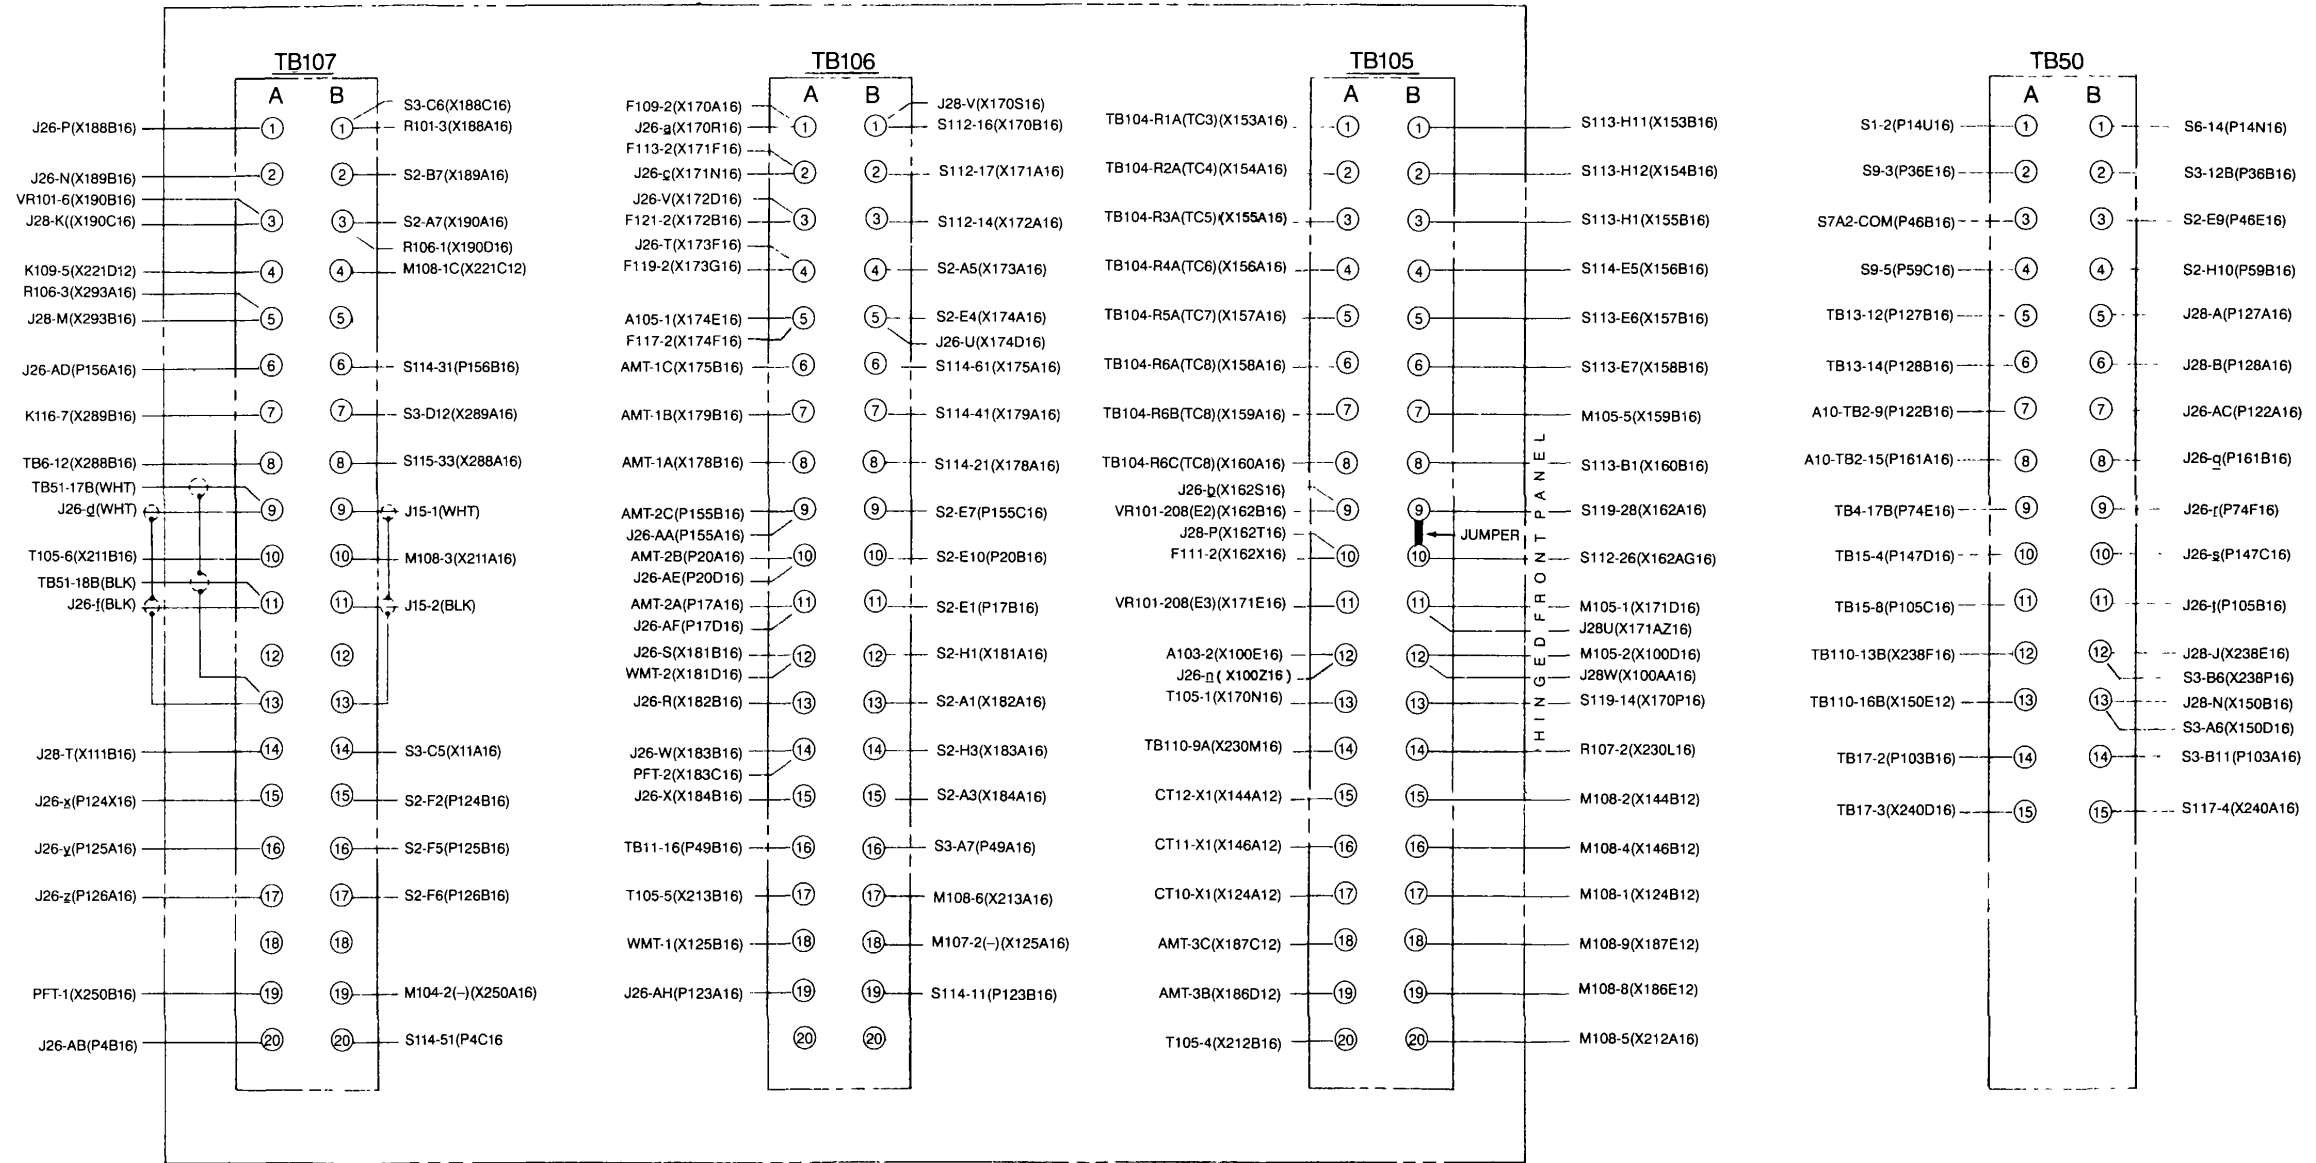 TB107
A B
J26-P(X188B16) 1 1 S3-C6(X188C16)
R101-3(X188A16)
J26-N(X189B16) 2 2 S2-B7(X189A16)
VR101-6(X190B16)
J28-K((X190C16) 3 3 S2-A7(X190A16)
R106-1(X190D16)
K109-5(X221D12) 4 4 M108-1C(X221C12)
R106-3(X293A16)
J28-M(X293B16) 5 5
J26-AD(P156A16) 6 6 S114-31(P156B16)
K116-7(X289B16) 7 7 S3-D12(X289A16)
TB6-12(X288B16) 8 8 S115-33(X288A16)
TB51-17B(WHT)
J26-d(WHT) 9 9 J15-1(WHT)
T105-6(X211B16) 10 10 M108-3(X211A16)
TB51-18B(BLK)
J26-f(BLK) 11 11 J15-2(BLK)
12 12
13 13
J28-T(X111B16) 14 14 S3-C5(X11A16)
J26-x(P124X16) 15 15 S2-F2(P124B16)
J26-y(P125A16) 16 16 S2-F5(P125B16)
J26-z(P126A16) 17 17 S2-F6(P126B16)
18 18
PFT-1(X250B16) 19 19 M104-2(-)(X250A16)
J26-AB(P4B16) 20 20 S114-51(P4C16
TB106
A B
F109-2(X170A16) J28-V(X170S16)
J26-a(X170R16) 1 1 S112-16(X170B16)
F113-2(X171F16)
J26-c(X171N16) 2 2 S112-17(X171A16)
J26-V(X172D16)
F121-2(X172B16) 3 3 S112-14(X172A16)
J26-T(X173F16)
F119-2(X173G16) 4 4 S2-A5(X173A16)
A105-1(X174E16) 5 5 S2-E4(X174A16)
F117-2(X174F16) J26-U(X174D16)
AMT-1C(X175B16) 6 6 S114-61(X175A16)
AMT-1B(X179B16) 7 7 S114-41(X179A16)
AMT-1A(X178B16) 8 8 S114-21(X178A16)
AMT-2C(P155B16) 9 9 S2-E7(P155C16)
J26-AA(P155A16)
AMT-2B(P20A16) 10 10 S2-E10(P20B16)
J26-AE(P20D16)
AMT-2A(P17A16) 11 11 S2-E1(P17B16)
J26-AF(P17D16)
J26-S(X181B16) 12 12 S2-H1(X181A16)
WMT-2(X181D16)
J26-R(X182B16) 13 13 S2-A1(X182A16)
J26-W(X183B16) 14 14 S2-H3(X183A16)
PFT-2(X183C16)
J26-X(X184B16) 15 15 S2-A3(X184A16)
TB11-16(P49B16) 16 16 S3-A7(P49A16)
T105-5(X213B16) 17 17 M108-6(X213A16)
WMT-1(X125B16) 18 18 M107-2(-)(X125A16)
J26-AH(P123A16) 19 19 S114-11(P123B16)
20 20
TB105
A B
TB104-R1A(TC3)(X153A16) 1 1 S113-H11(X153B16)
TB104-R2A(TC4)(X154A16) 2 2 S113-H12(X154B16)
TB104-R3A(TC5)(X155A16) 3 3 S113-H1(X155B16)
TB104-R4A(TC6)(X156A16) 4 4 S114-E5(X156B16)
TB104-R5A(TC7)(X157A16) 5 5 S113-E6(X157B16)
TB104-R6A(TC8)(X158A16) 6 6 S113-E7(X158B16)
TB104-R6B(TC8)(X159A16) 7 7 M105-5(X159B16)
TB104-R6C(TC8)(X160A16) 8 8 S113-B1(X160B16)
J26-b(X162S16)
VR101-208(E2)(X162B16) 9 9 S119-28(X162A16)
J28-P(X162T16) JUMPER
F111-2(X162X16) 10 10 S112-26(X162AG16)
VR101-208(E3)(X171E16) 11 11 M105-1(X171D16)
J28U(X171AZ16)
A103-2(X100E16) 12 12 M105-2(X100D16)
J26-n( X100Z16) J28W(X100AA16)
T105-1(X170N16) 13 13 S119-14(X170P16)
TB110-9A(X230M16) 14 14 R107-2(X230L16)
CT12-X1(X144A12) 15 15 M108-2(X144B12)
CT11-X1(X146A12) 16 16 M108-4(X146B12)
CT10-X1(X124A12) 17 17 M108-1(X124B12)
AMT-3C(X187C12) 18 18 M108-9(X187E12)
AMT-3B(X186D12) 19 19 M108-8(X186E12)
T105-4(X212B16) 20 20 M108-5(X212A16)
HINGED FRONT PANEL
TB50
A B
S1-2(P14U16) 1 1 S6-14(P14N16)
S9-3(P36E16) 2 2 S3-12B(P36B16)
S7A2-COM(P46B16) 3 3 S2-E9(P46E16)
S9-5(P59C16) 4 4 S2-H10(P59B16)
TB13-12(P127B16) 5 5 J28-A(P127A16)
TB13-14(P128B16) 6 6 J28-B(P128A16)
A10-TB2-9(P122B16) 7 7 J26-AC(P122A16)
A10-TB2-15(P161A16) 8 8 J26-q(P161B16)
TB4-17B(P74E16) 9 9 J26-r(P74F16)
TB15-4(P147D16) 10 10 J26-s(P147C16)
TB15-8(P105C16) 11 11 J26-t(P105B16)
TB110-13B(X238F16) 12 12 J28-J(X238E16)
S3-B6(X238P16)
TB110-16B(X150E12) 13 13 J28-N(X150B16)
S3-A6(X150D16)
TB17-2(P103B16) 14 14 S3-B11(P103A16)
TB17-3(X240D16) 15 15 S117-4(X240A16)